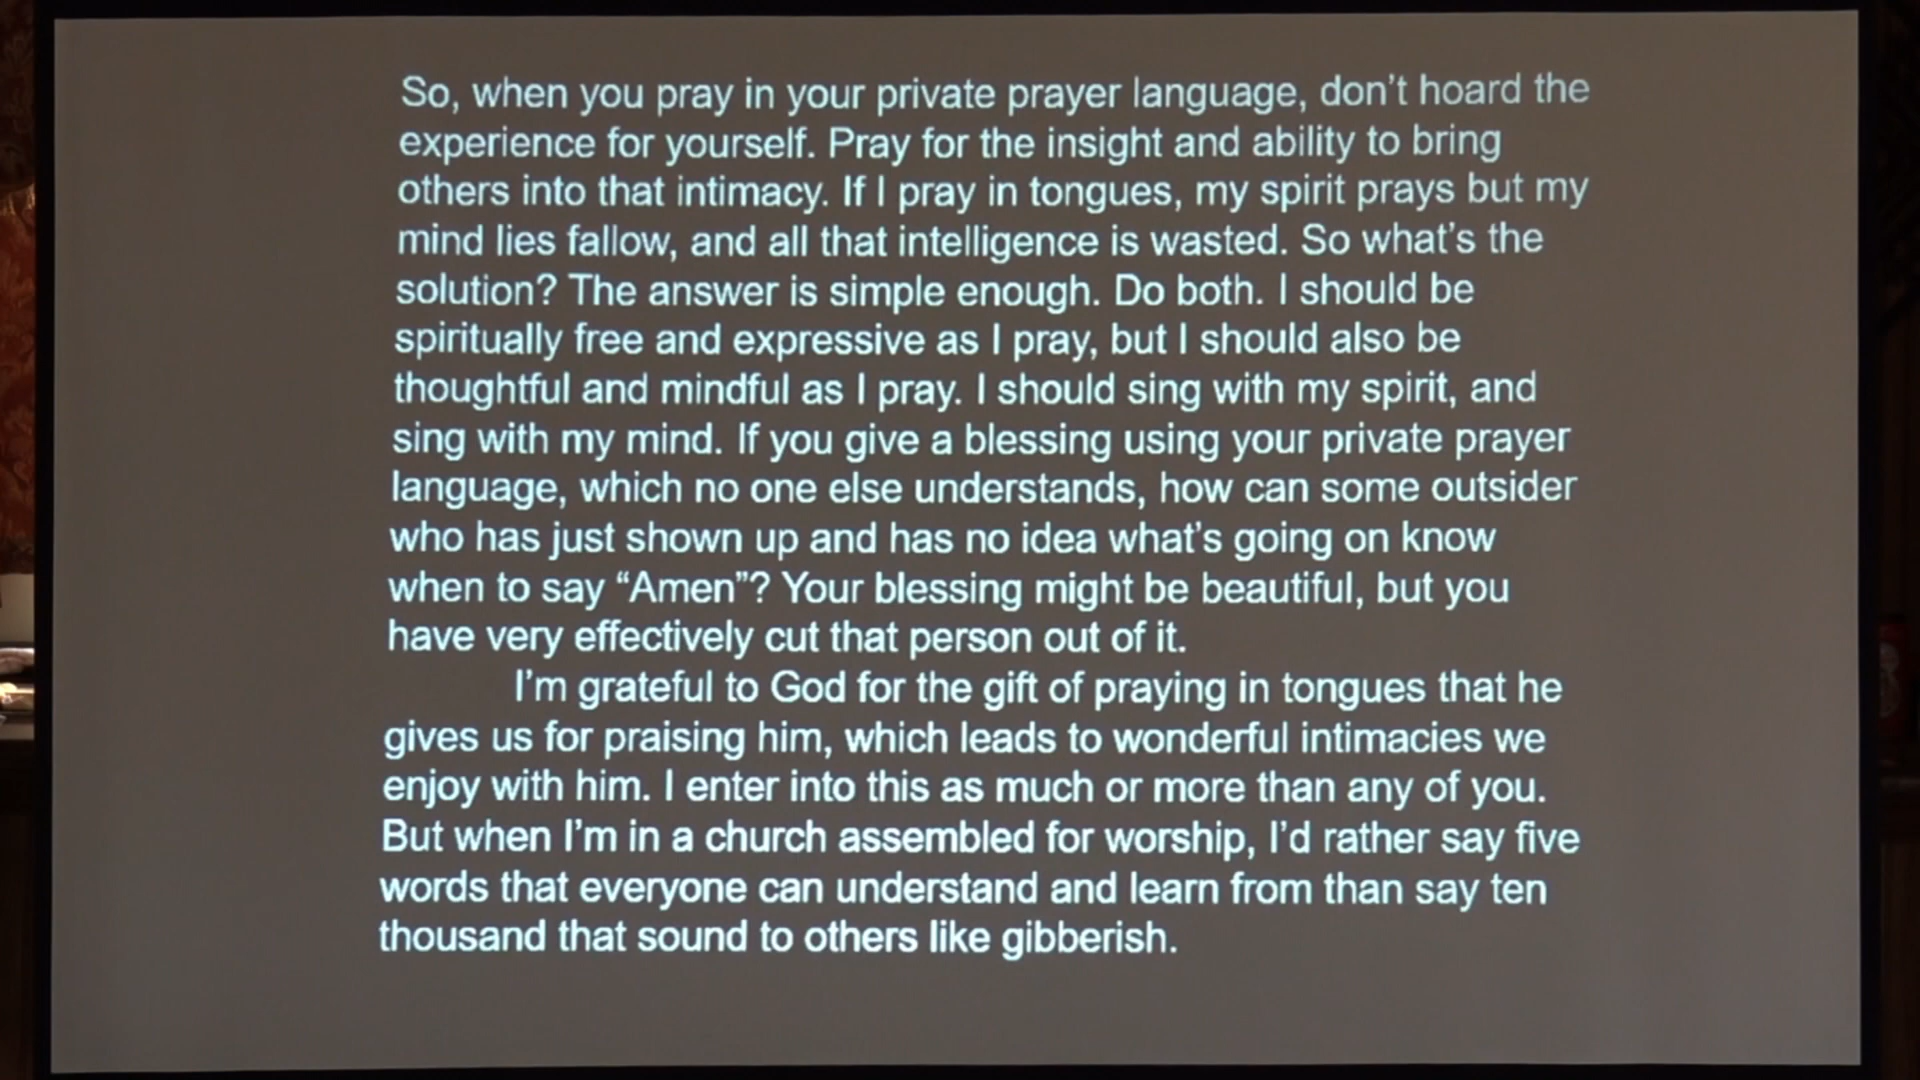 So, when you pray in your private prayer language, don’t hoard the
experience for yourself. Pray for the insight and ability to bring
others into that intimacy. If I pray in tongues, my spirit prays but my
mind lies fallow, and all that intelligence is wasted. So what’s the
solution? The answer is simple enough. Do both. I should be
spiritually free and expressive as I pray, but I should also be
thoughtful and mindful as I pray. I should sing with my spirit, and
sing with my mind. If you give a blessing using your private prayer
language, which no one else understands, how can some outsider
who has just shown up and has no idea what’s going on know
when to say “Amen”? Your blessing might be beautiful, but you
have very effectively cut that person out of it.
I’m grateful to God for the gift of praying in tongues that he
gives us for praising him, which leads to wonderful intimacies we
enjoy with him. I enter into this as much or more than any of you.
But when I’m in a church assembled for worship, I’d rather say five
words that everyone can understand and learn from than say ten
thousand that sound to others like gibberish.